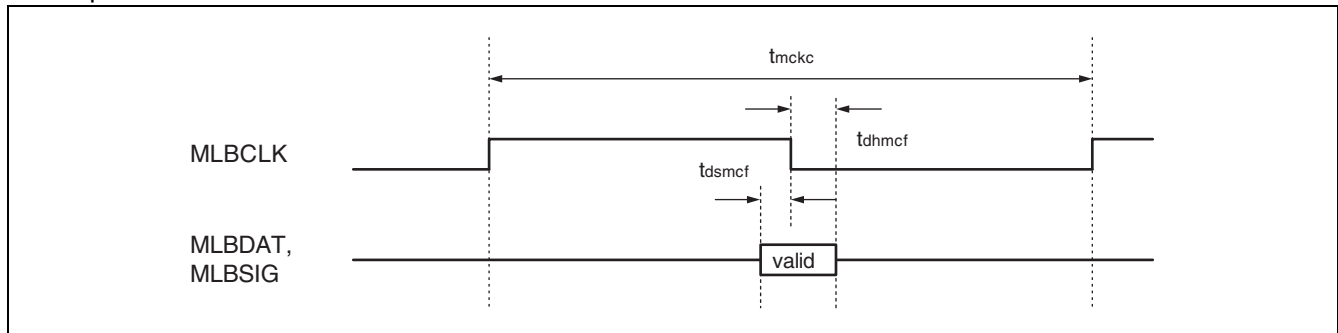 tmckc
tdhmcf
MLBCLK
tdsmcf
MLBDAT,
MLBSIG
valid